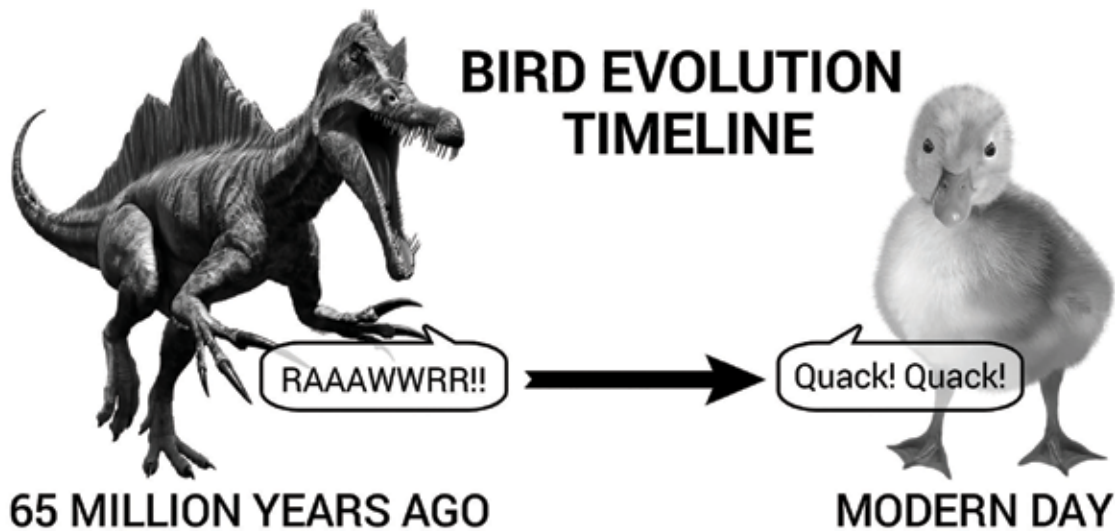 BIRD EVOLUTION
TIMELINE
RAAAWWRR!!
Quack! Quack!
65 MILLION YEARS AGO
MODERN DAY